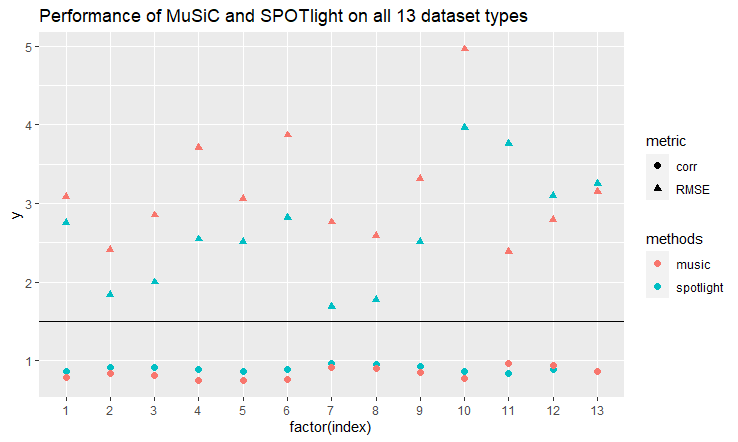 Performance of MuSiC and SPOTlight on all 13 dataset types
5
4
3
2
1
y
1 2 3 4 5 6 7 8 9 10 11 12 13
factor(index)
metric
corr
RMSE
methods
music
spotlight